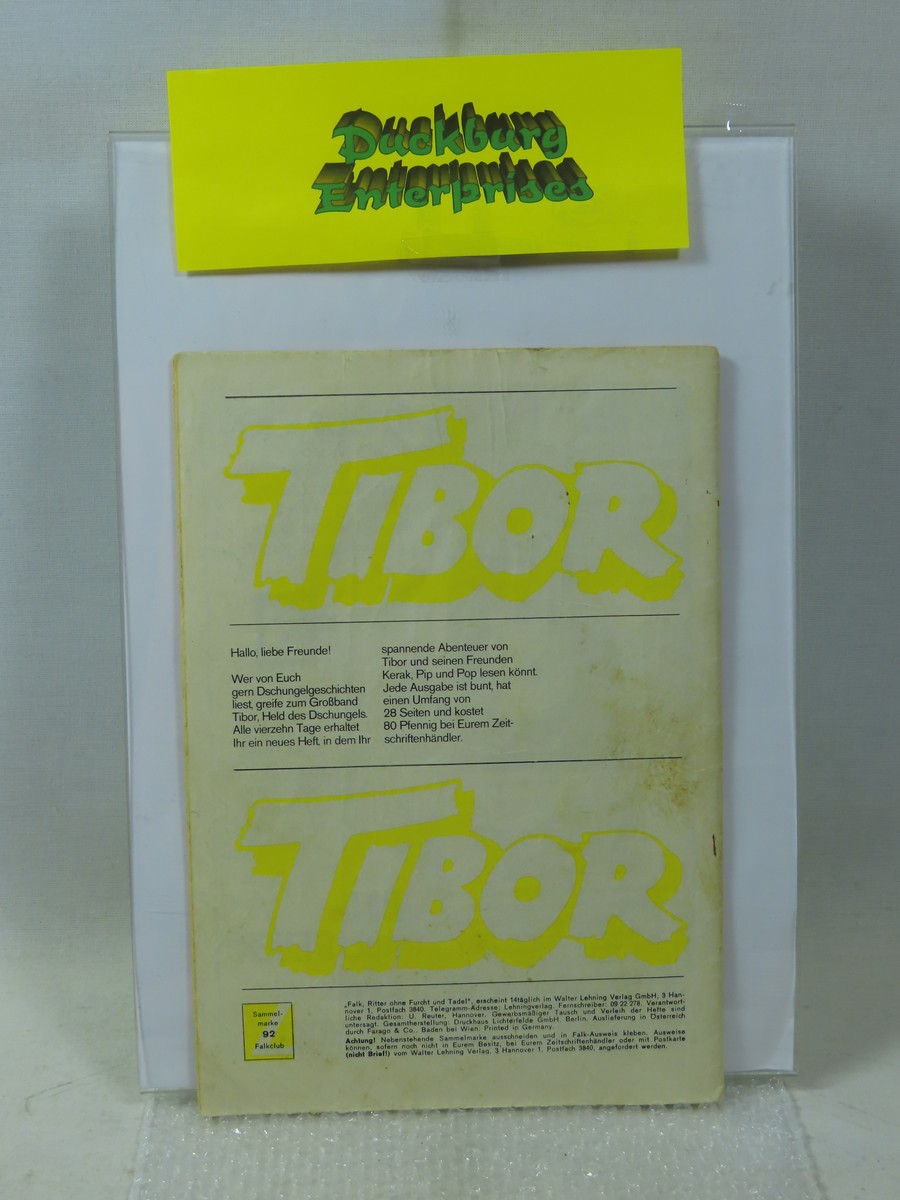 Duckburg
Enterprises
TIBOR
Hallo, liebe Freunde!
Wer von Euch
gern Dschungelgeschichten
liest, greife zum Großband
Tibor, Held des Dschungels.
Alle vierzehn Tage erhaltet
Ihr ein neues Heft, in dem Ihr
spannende Abenteuer von
Tibor und seinen Freunden
Kerak, Pip und Pop lesen könnt.
Jede Ausgabe ist bunt, hat
einen Umfang von
28 Seiten und kostet
80 Pfennig bei Eurem Zeit-
schriftenhändler.
TIBOR
Sammel-
marke
92
Falkclub
„Falk, Ritter ohne Furcht und Tadel", erscheint 14täglich im Walter Lehning Verlag GmbH, 3 Han-
nover 1, Postfach 3840. Telegramm-Adresse: Lehningverlag. Fernschreiber: 09 22 278. Verantwort-
liche Redaktion: U. Reuter, Hannover. Gewerbsmäßiger Tausch und Verleih der Hefte sind
untersagt. Gesamtherstellung: Druckhaus Lichterfelde GmbH, Berlin. Auslieferung in Österreich
durch Farago & Co., Baden bei Wien. Printed in Germany.
Achtung! Nebenstehende Sammelmarke ausschneiden und in Falk-Ausweis kleben. Ausweise
können, sofern noch nicht in Eurem Besitz, bei Eurem Zeitschriftenhändler oder mit Postkarte
(nicht Brief!) vom Walter Lehning Verlag, 3 Hannover 1, Postfach 3840, angefordert werden.